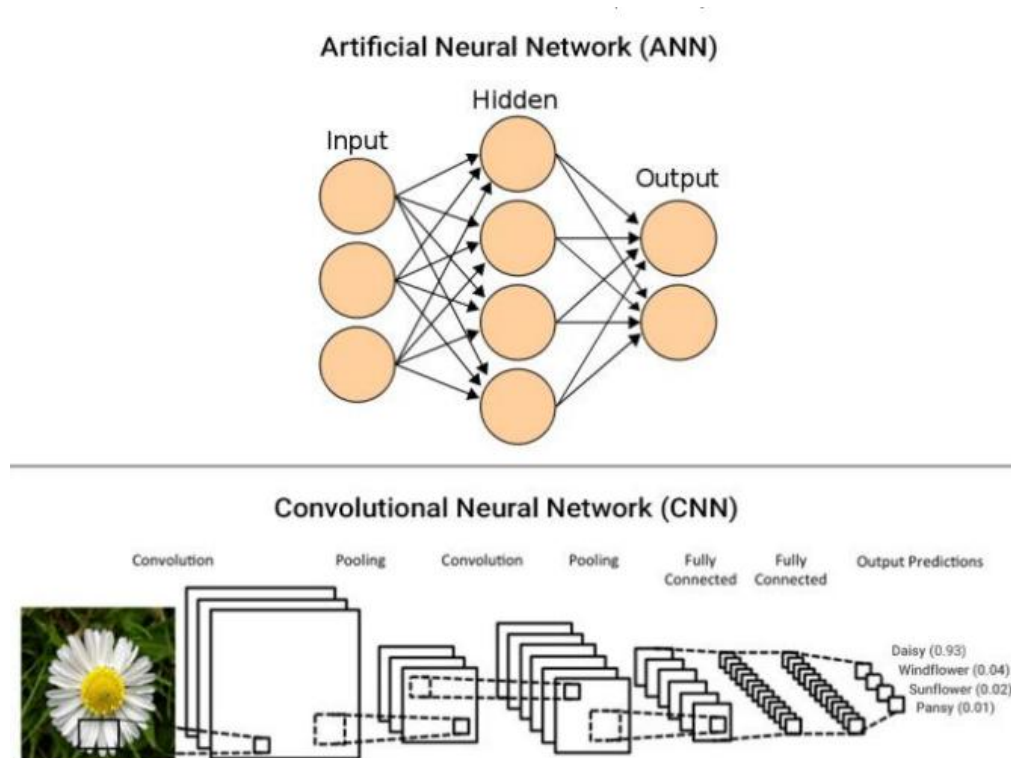 Artificial Neural Network (ANN)
Hidden
Input
Output
Convolutional Neural Network (CNN)
Convolution
Pooling
Convolution
Pooling
Fully
Connected
Fully
Connected
Output Predictions
Daisy (0.93)
Windflower (0.04)
Sunflower (0.02)
Pansy (0.01)